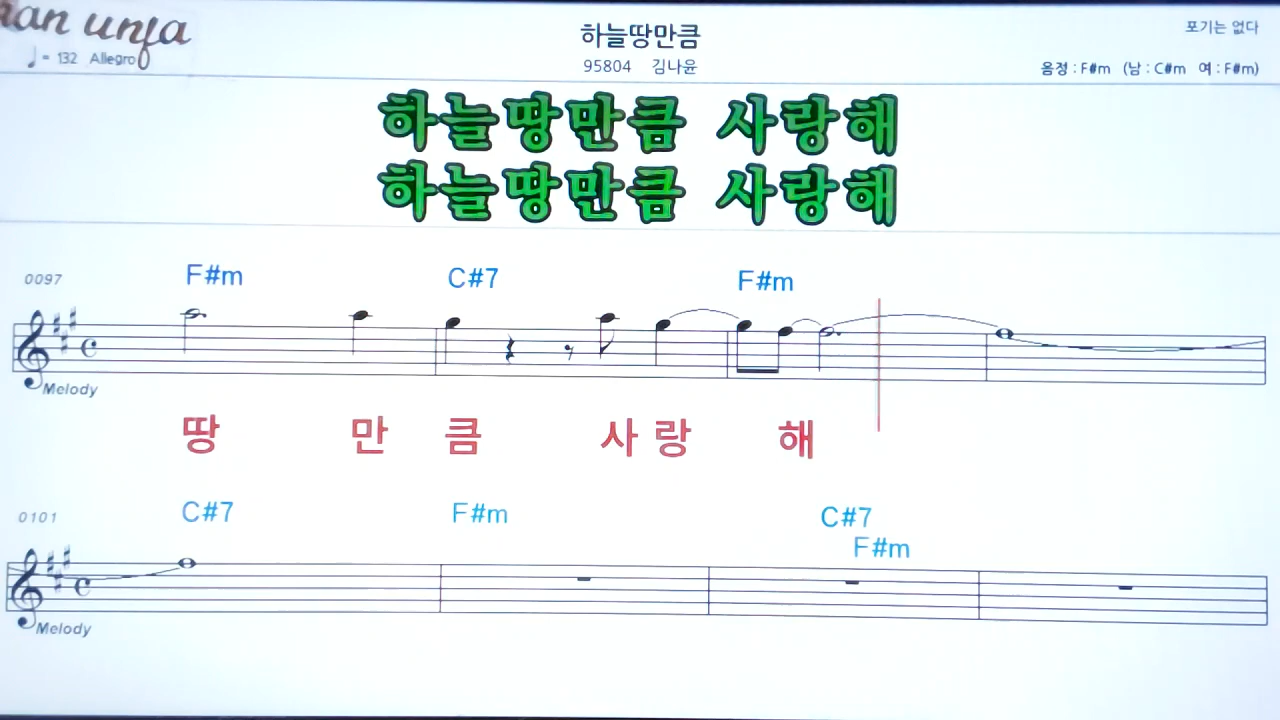 하늘땅만큼
포기는 없다
♩= 132 Allegro
95804 김나윤
음정 : F#m (남 : C#m 여 : F#m)
하늘땅만큼 사랑해
하늘땅만큼 사랑해
0097 F#m C#7 F#m
Melody
땅 만 큼 사 랑 해
0101 C#7 F#m C#7
F#m
Melody